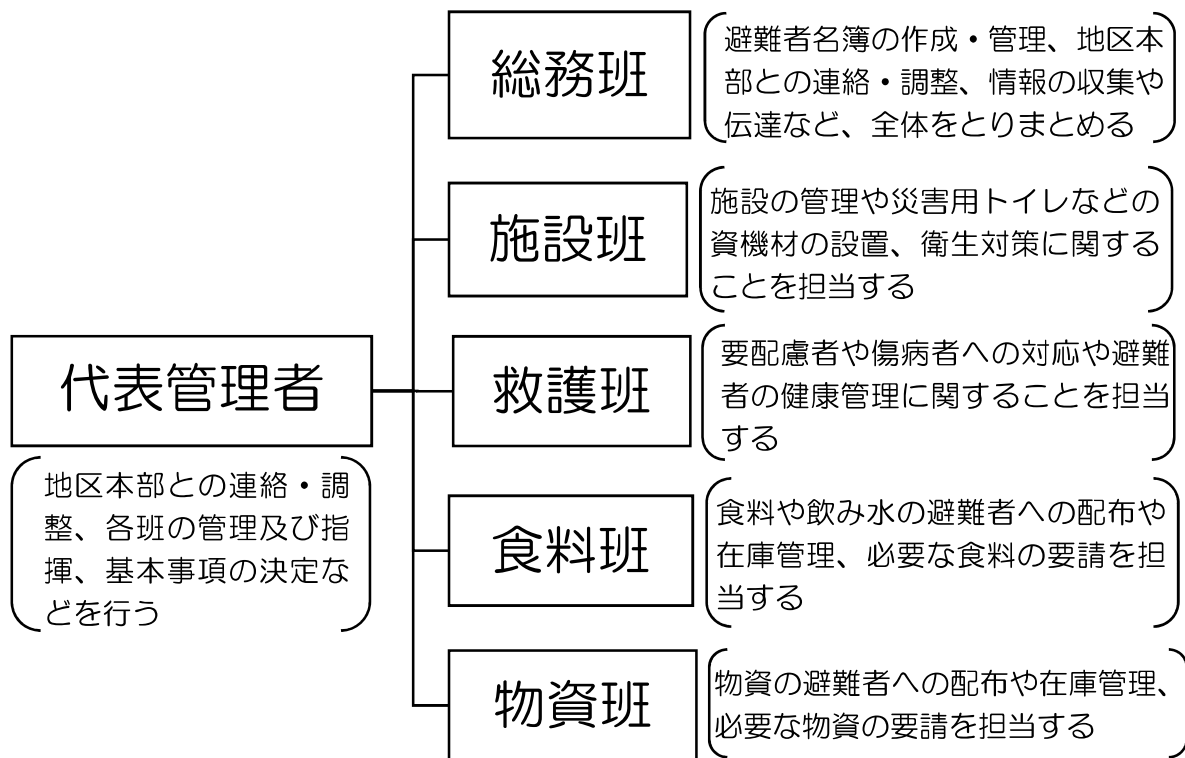 総務班
避難者名簿の作成・管理、地区本
部との連絡・調整、情報の収集や
伝達など、全体をとりまとめる
施設班
施設の管理や災害用トイレなどの
資機材の設置、衛生対策に関する
ことを担当する
代表管理者
地区本部との連絡・調
整、各班の管理及び指
揮、基本事項の決定な
どを行う
救護班
要配慮者や傷病者への対応や避難
者の健康管理に関することを担当
する
食料班
食料や飲み水の避難者への配布や
在庫管理、必要な食料の要請を担
当する
物資班
物資の避難者への配布や在庫管理、
必要な物資の要請を担当する